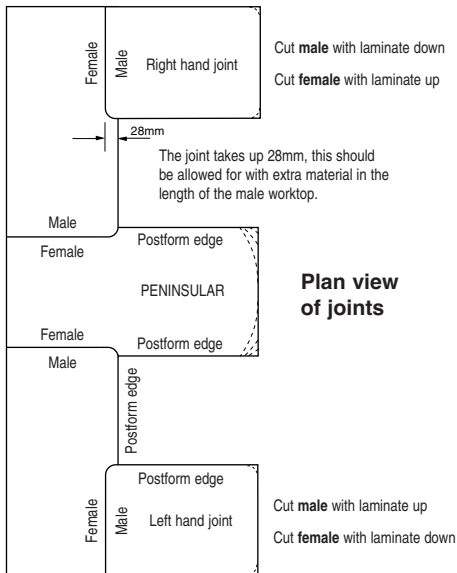 Female
Male
Right hand joint
Cut male with laminate down
Cut female with laminate up
28mm
The joint takes up 28mm, this should
be allowed for with extra material in the
length of the male worktop.
Male
Female
Postform edge
PENINSULAR
Plan view
of joints
Female
Male
Postform edge
Postform edge
Postform edge
Female
Male
Left hand joint
Cut male with laminate up
Cut female with laminate down